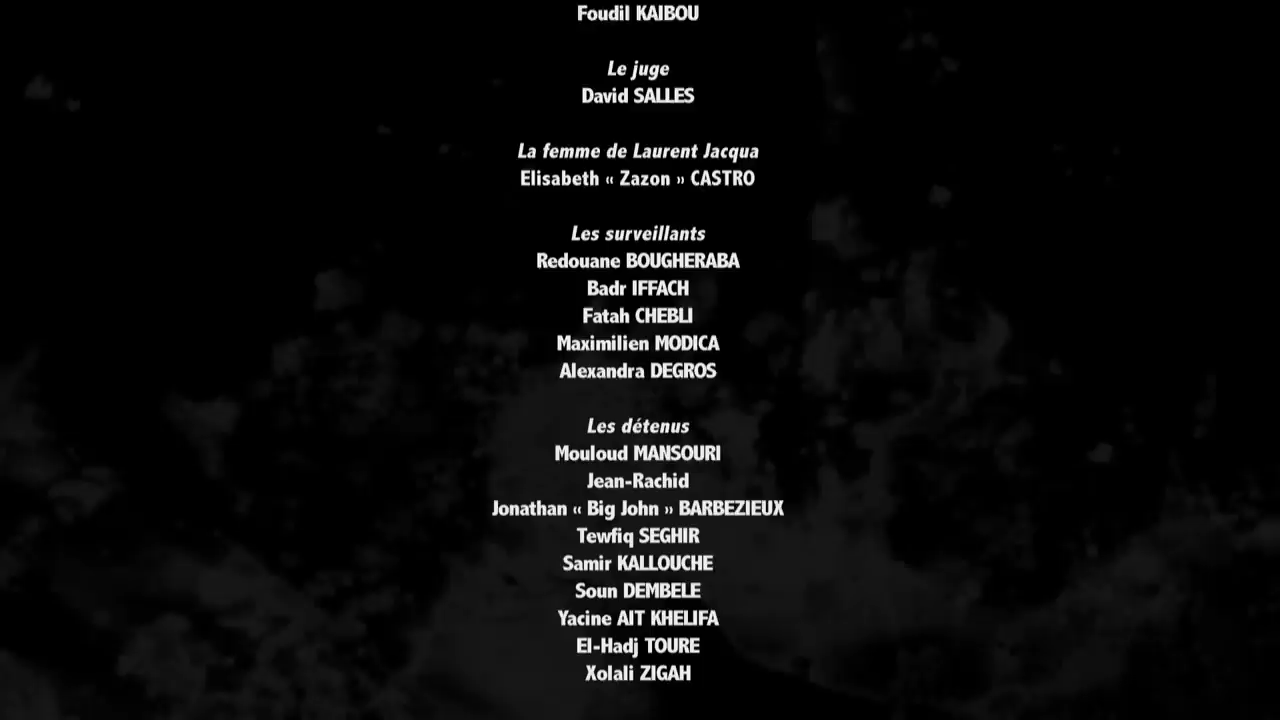 Foudil KAIBOU
Le juge
David SALLES
La femme de Laurent Jacqua
Elisabeth « Zazon » CASTRO
Les surveillants
Redouane BOUGHERABA
Badr IFFACH
Fatah CHEBLI
Maximilien MODICA
Alexandra DEGROS
Les détenus
Mouloud MANSOURI
Jean-Rachid
Jonathan « Big John » BARBEZIEUX
Tewfiq SEGHIR
Samir KALLOUCHE
Soun DEMBELE
Yacine AIT KHELIFA
El-Hadj TOURE
Xolali ZIGAH